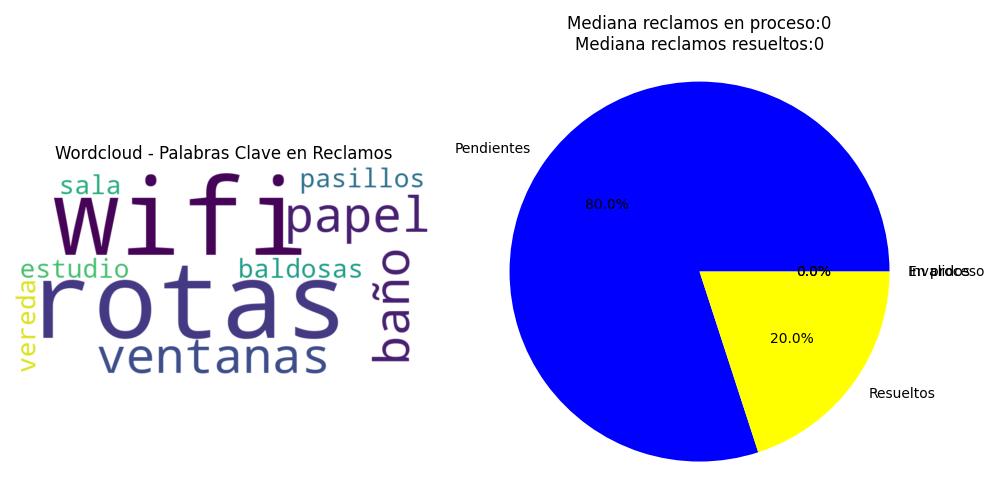 Wordcloud - Palabras Clave en Reclamos
sala
wifi
pasillos
papel
estudio
baldosas
rotas
baño
vereda
ventanas
Mediana reclamos en proceso:0
Mediana reclamos resueltos:0
Pendientes
80.0%
0.0%
20.0%
Resueltos